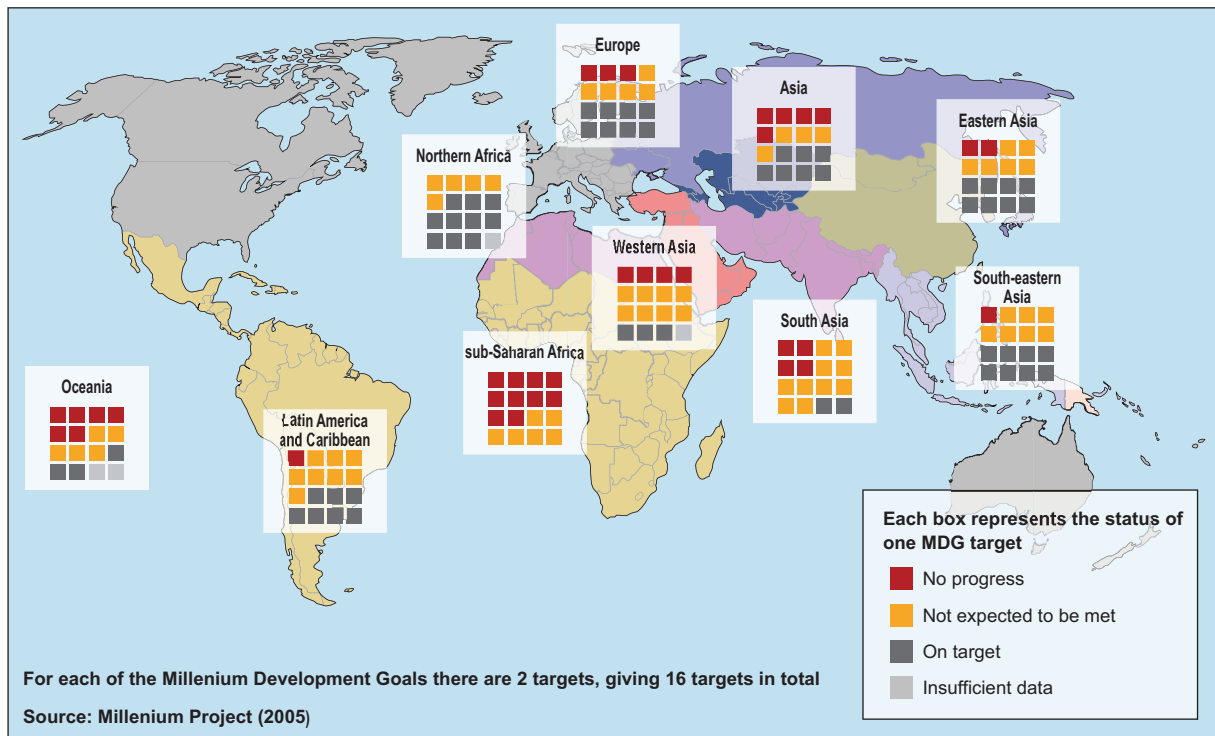 Europe
Asia
Eastern Asia
Northern Africa
Western Asia
South-eastern
Asia
South Asia
sub-Saharan Africa
Oceania
Latin America
and Caribbean
Each box represents the status of
one MDG target
No progress
Not expected to be met
On target
Insufficient data
For each of the Millenium Development Goals there are 2 targets, giving 16 targets in total
Source: Millenium Project (2005)